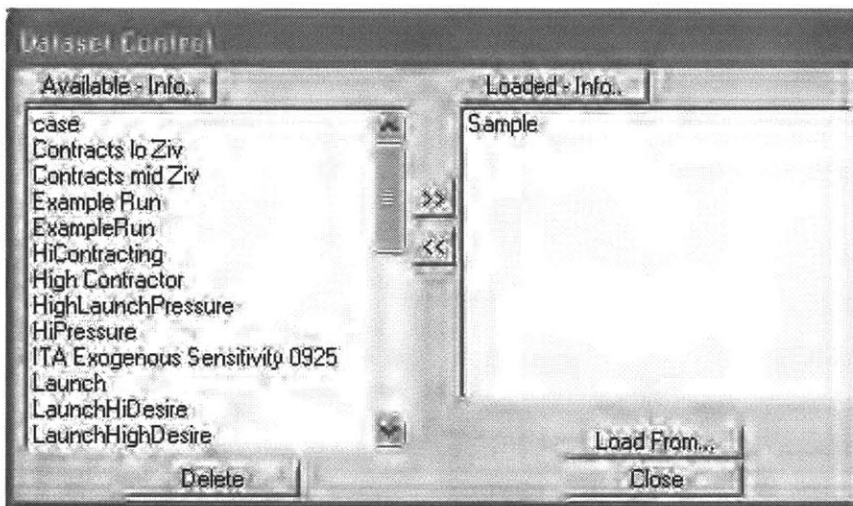 Dataset Control
Available - Info..
Loaded - Info..
case
Contracts lo Ziv
Contracts mid Ziv
Example Run
ExampleRun
HiContracting
High Contractor
HighLaunchPressure
HiPressure
ITA Exogenous Sensitivity 0925
Launch
LaunchHiDesire
LaunchHighDesire
>>
<<
Sample
Load From...
Delete
Close